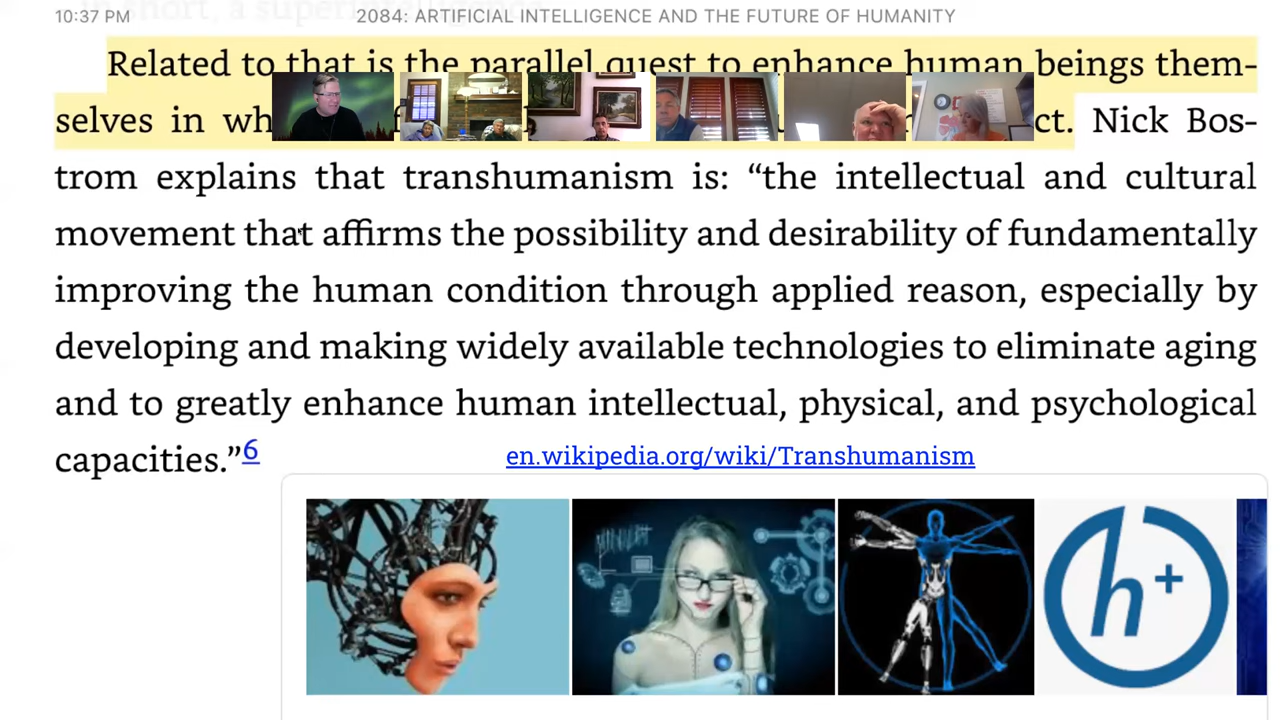 in short, a superintelligence.
10:37 PM 2084: ARTIFICIAL INTELLIGENCE AND THE FUTURE OF HUMANITY
Related to that is the parallel quest to enhance human beings them-
selves in ct. Nick Bos-
trom explains that transhumanism is: “the intellectual and cultural
movement that affirms the possibility and desirability of fundamentally
improving the human condition through applied reason, especially by
developing and making widely available technologies to eliminate aging
and to greatly enhance human intellectual, physical, and psychological
capacities.”6
en.wikipedia.org/wiki/Transhumanism
h+